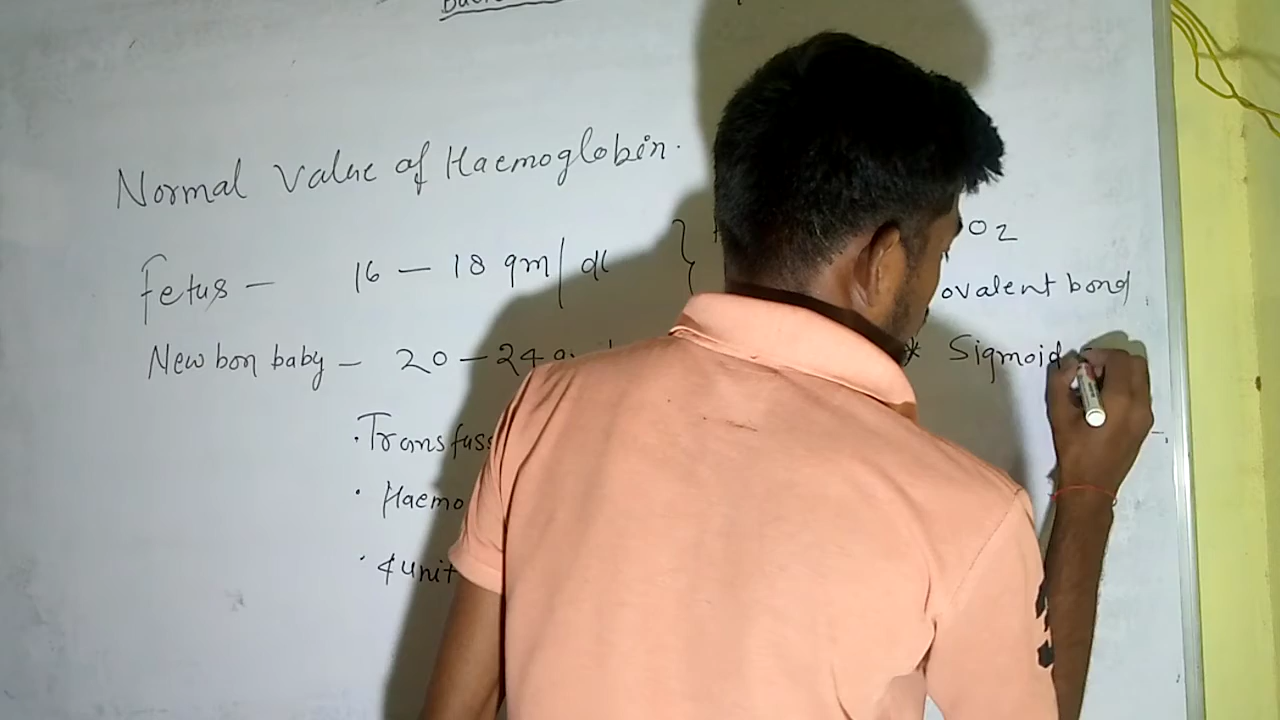 Normal Value of Haemoglobin.
Fetus - 16 - 18 gm/dl }
O2
ovalent bond
New bon baby - 20 - 24
* Sigmoid
· Transfuss
· Haemo
· 4 unit